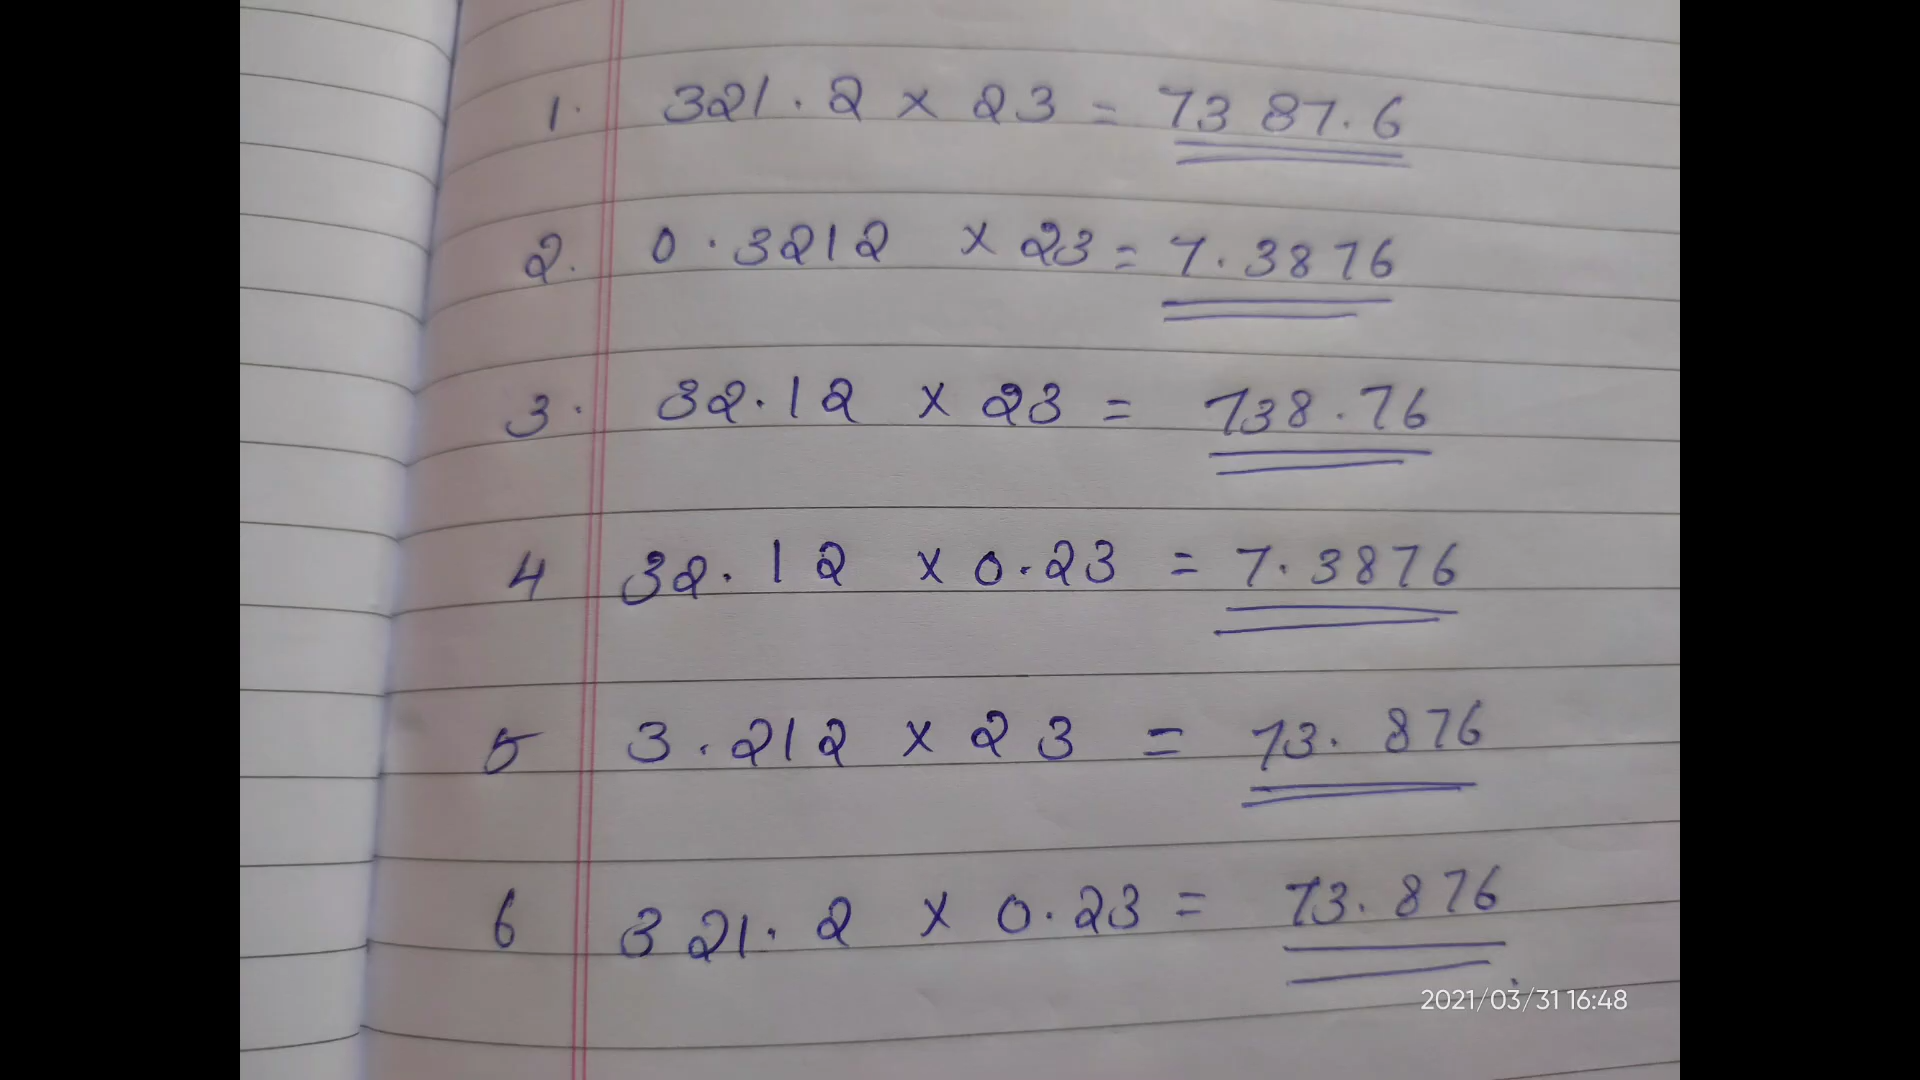 1. 321.2 × 23 = 7387.6
2. 0.3212 × 23 = 7.3876
3. 32.12 × 23 = 738.76
4 32.12 × 0.23 = 7.3876
5 3.212 × 23 = 73.876
6 321.2 × 0.23 = 73.876
2021/03/31 16:48